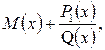 M(x) + P₁(x)/Q(x),